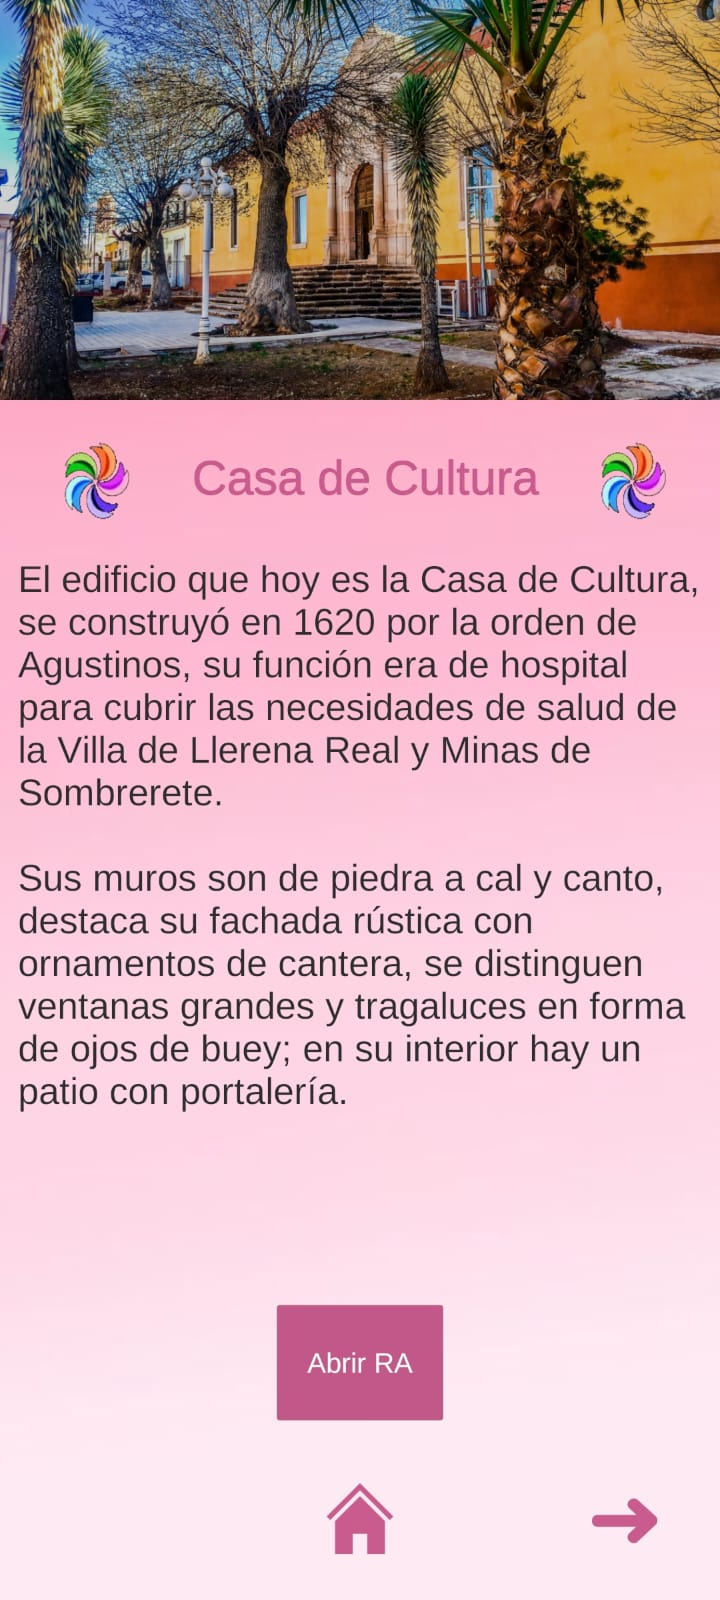 Casa de Cultura
El edificio que hoy es la Casa de Cultura,
se construyó en 1620 por la orden de
Agustinos, su función era de hospital
para cubrir las necesidades de salud de
la Villa de Llerena Real y Minas de
Sombrerete.
Sus muros son de piedra a cal y canto,
destaca su fachada rústica con
ornamentos de cantera, se distinguen
ventanas grandes y tragaluces en forma
de ojos de buey; en su interior hay un
patio con portalería.
Abrir RA